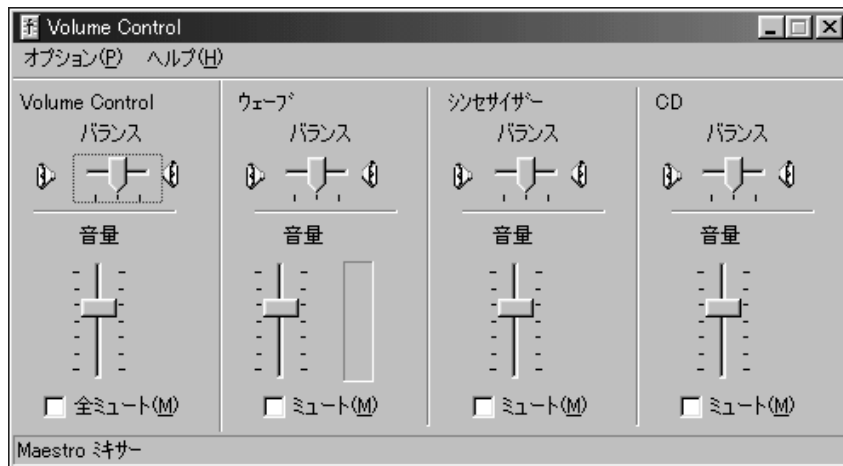 Volume Control
オプション(P) ヘルプ(H)
Volume Control
ｳｪｰﾌﾞ
ｼﾝｾｻｲｻﾞｰ
CD
バランス
バランス
バランス
バランス
音量
音量
音量
音量
全ミュート(M)
ミュート(M)
ミュート(M)
ミュート(M)
Maestro ﾐｷｻｰ